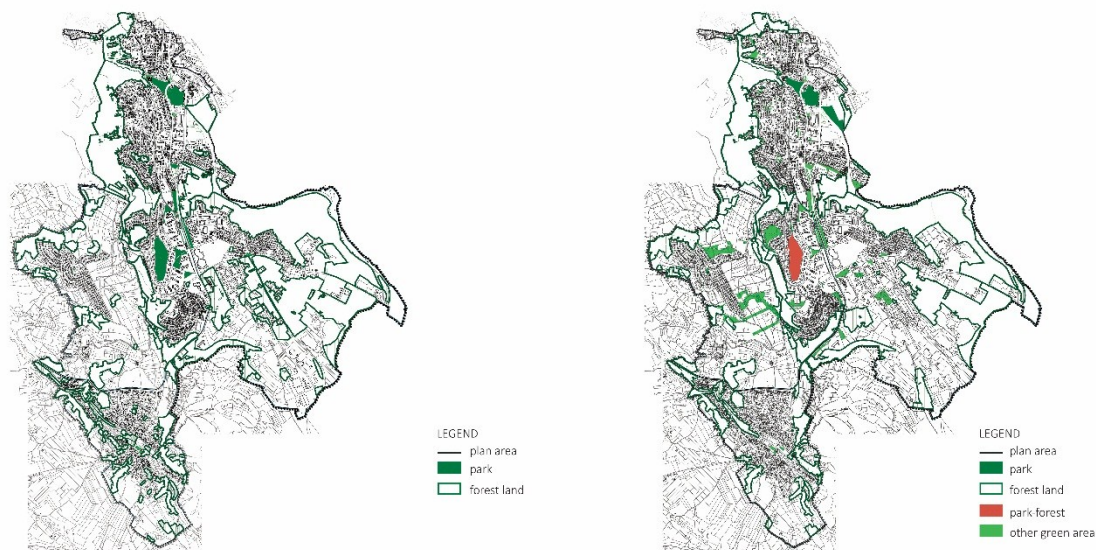 LEGEND
plan area
park
forest land
LEGEND
plan area
park
forest land
park-forest
other green area